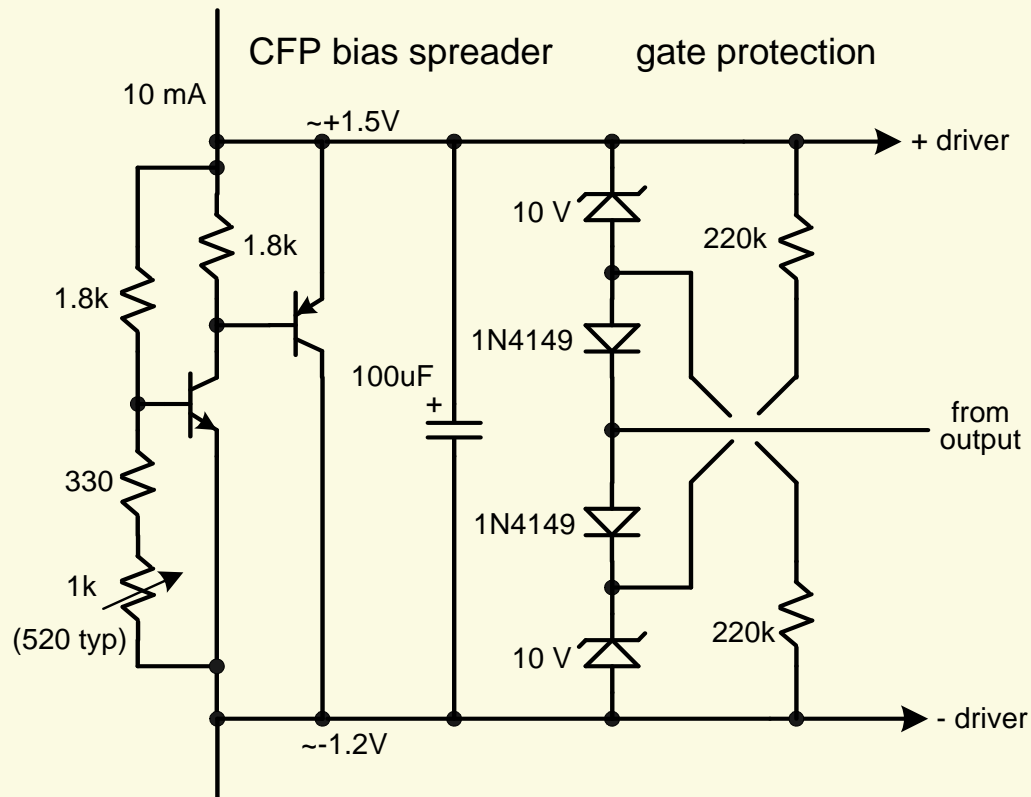 CFP bias spreader
gate protection
10 mA
~+1.5V
+ driver
10 V
220k
1.8k
1.8k
1N4149
100uF
+
from
output
330
1N4149
1k
(520 typ)
220k
10 V
- driver
~-1.2V